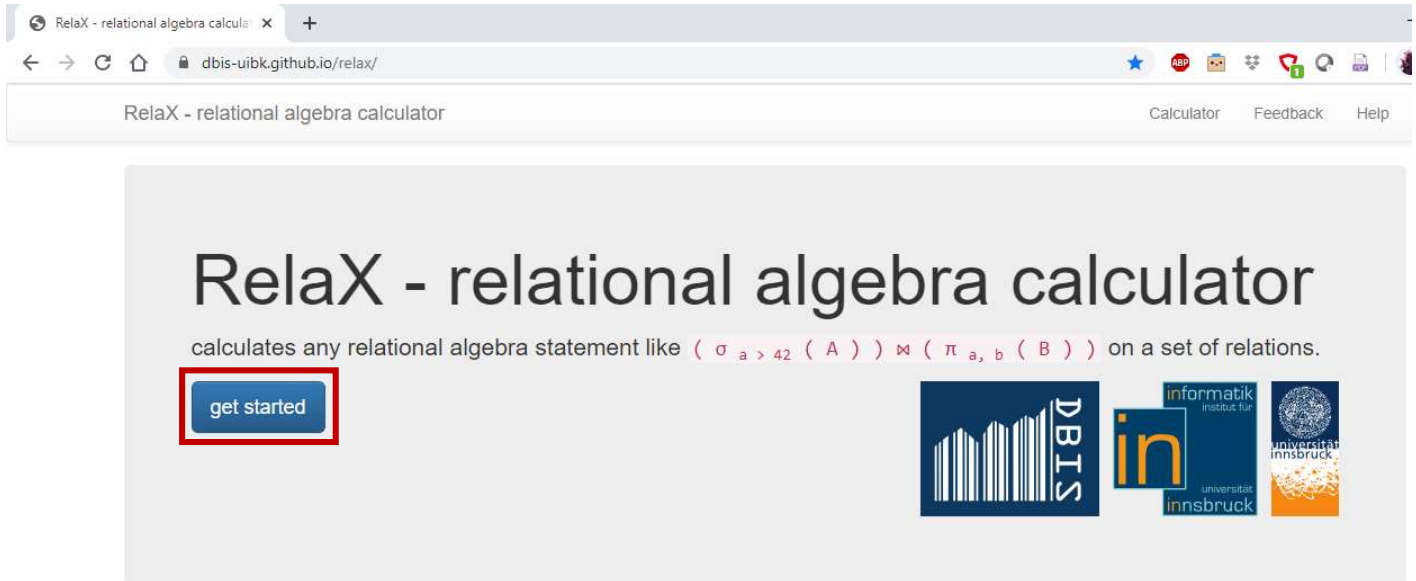 RelaX - relational algebra calcula
dbis-uibk.github.io/relax/
ABP
1
RelaX - relational algebra calculator
Calculator Feedback Help
RelaX - relational algebra calculator
calculates any relational algebra statement like ( σ a > 42 ( A ) ) ⋈ ( π a, b ( B ) ) on a set of relations.
get started
DBIS
informatik
institut für
in
universität
innsbruck
universität
innsbruck